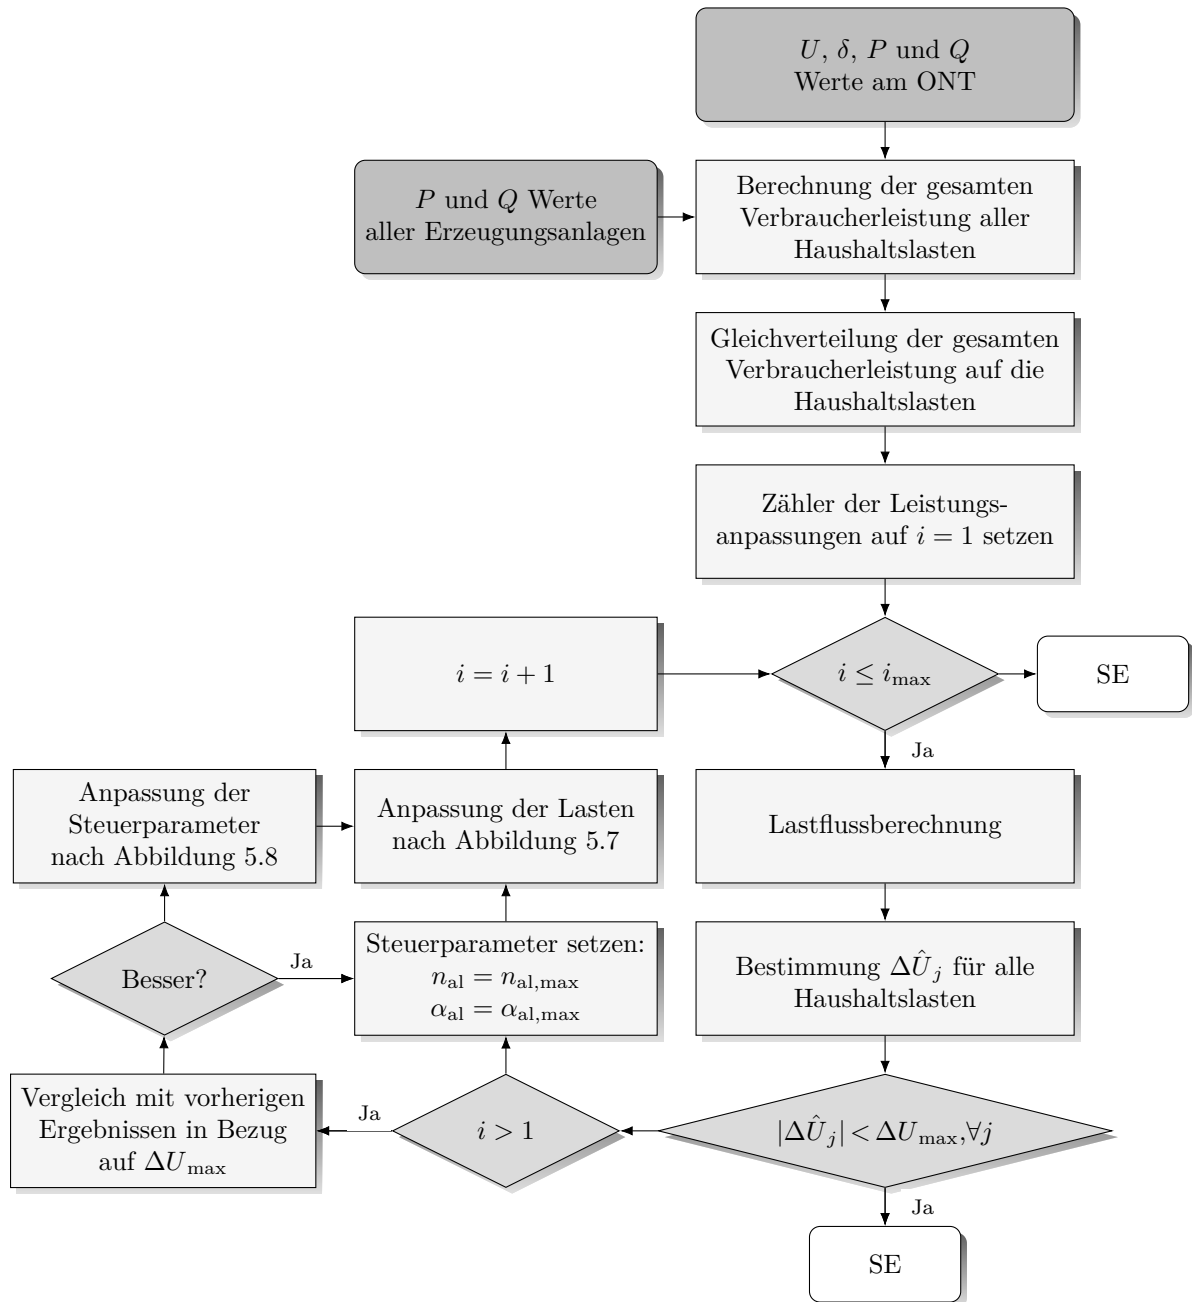 U, δ, P und Q
Werte am ONT
P und Q Werte
aller Erzeugungsanlagen
Berechnung der gesamten
Verbraucherleistung aller
Haushaltslasten
Gleichverteilung der gesamten
Verbraucherleistung auf die
Haushaltslasten
Zähler der Leistungs-
anpassungen auf i = 1 setzen
i = i + 1
i ≤ i_max
SE
Ja
Anpassung der
Steuerparameter
nach Abbildung 5.8
Anpassung der Lasten
nach Abbildung 5.7
Lastflussberechnung
Besser?
Ja
Steuerparameter setzen:
n_al = n_al,max
α_al = α_al,max
Bestimmung ΔÛ_j für alle
Haushaltslasten
Vergleich mit vorherigen
Ergebnissen in Bezug
auf ΔU_max
Ja
i > 1
|ΔÛ_j| < ΔU_max,∀j
Ja
SE